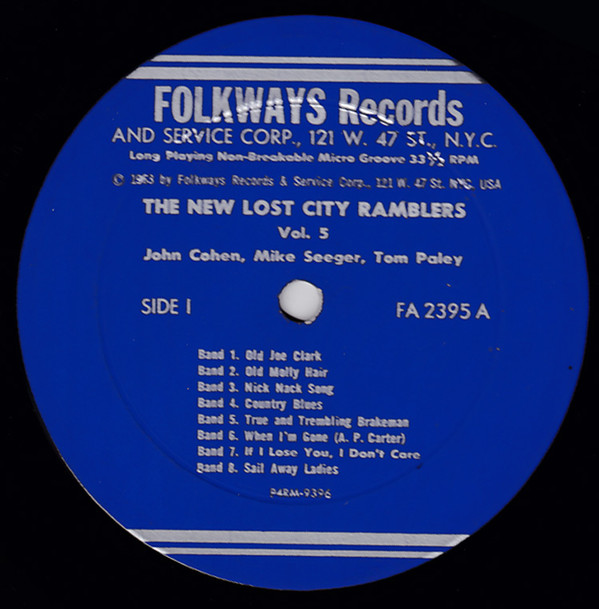 FOLKWAYS Records
AND SERVICE CORP., 121 W. 47 ST., N.Y.C.
Long Playing Non-Breakable Micro Groove 33 ⅓ RPM
© 1963 by Folkways Records & Service Corp., 121 W. 47 St. NYC. USA
THE NEW LOST CITY RAMBLERS
Vol. 5
John Cohen, Mike Seeger, Tom Paley
SIDE I
FA 2395 A
Band 1. Old Joe Clark
Band 2. Old Molly Hair
Band 3. Nick Nack Song
Band 4. Country Blues
Band 5. True and Trembling Brakeman
Band 6. When I'm Gone (A. P. Carter)
Band 7. If I Lose You, I Don't Care
Band 8. Sail Away Ladies
P4RM-9396